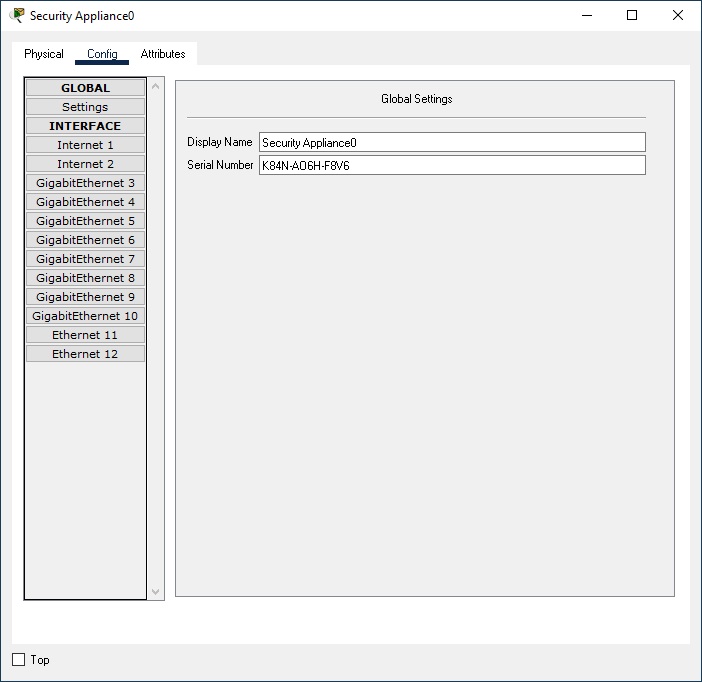 Security Appliance0
Physical Config Attributes
GLOBAL
Settings
INTERFACE
Internet 1
Internet 2
GigabitEthernet 3
GigabitEthernet 4
GigabitEthernet 5
GigabitEthernet 6
GigabitEthernet 7
GigabitEthernet 8
GigabitEthernet 9
GigabitEthernet 10
Ethernet 11
Ethernet 12
Global Settings
Display Name Security Appliance0
Serial Number K84N-AO6H-F8V6
Top